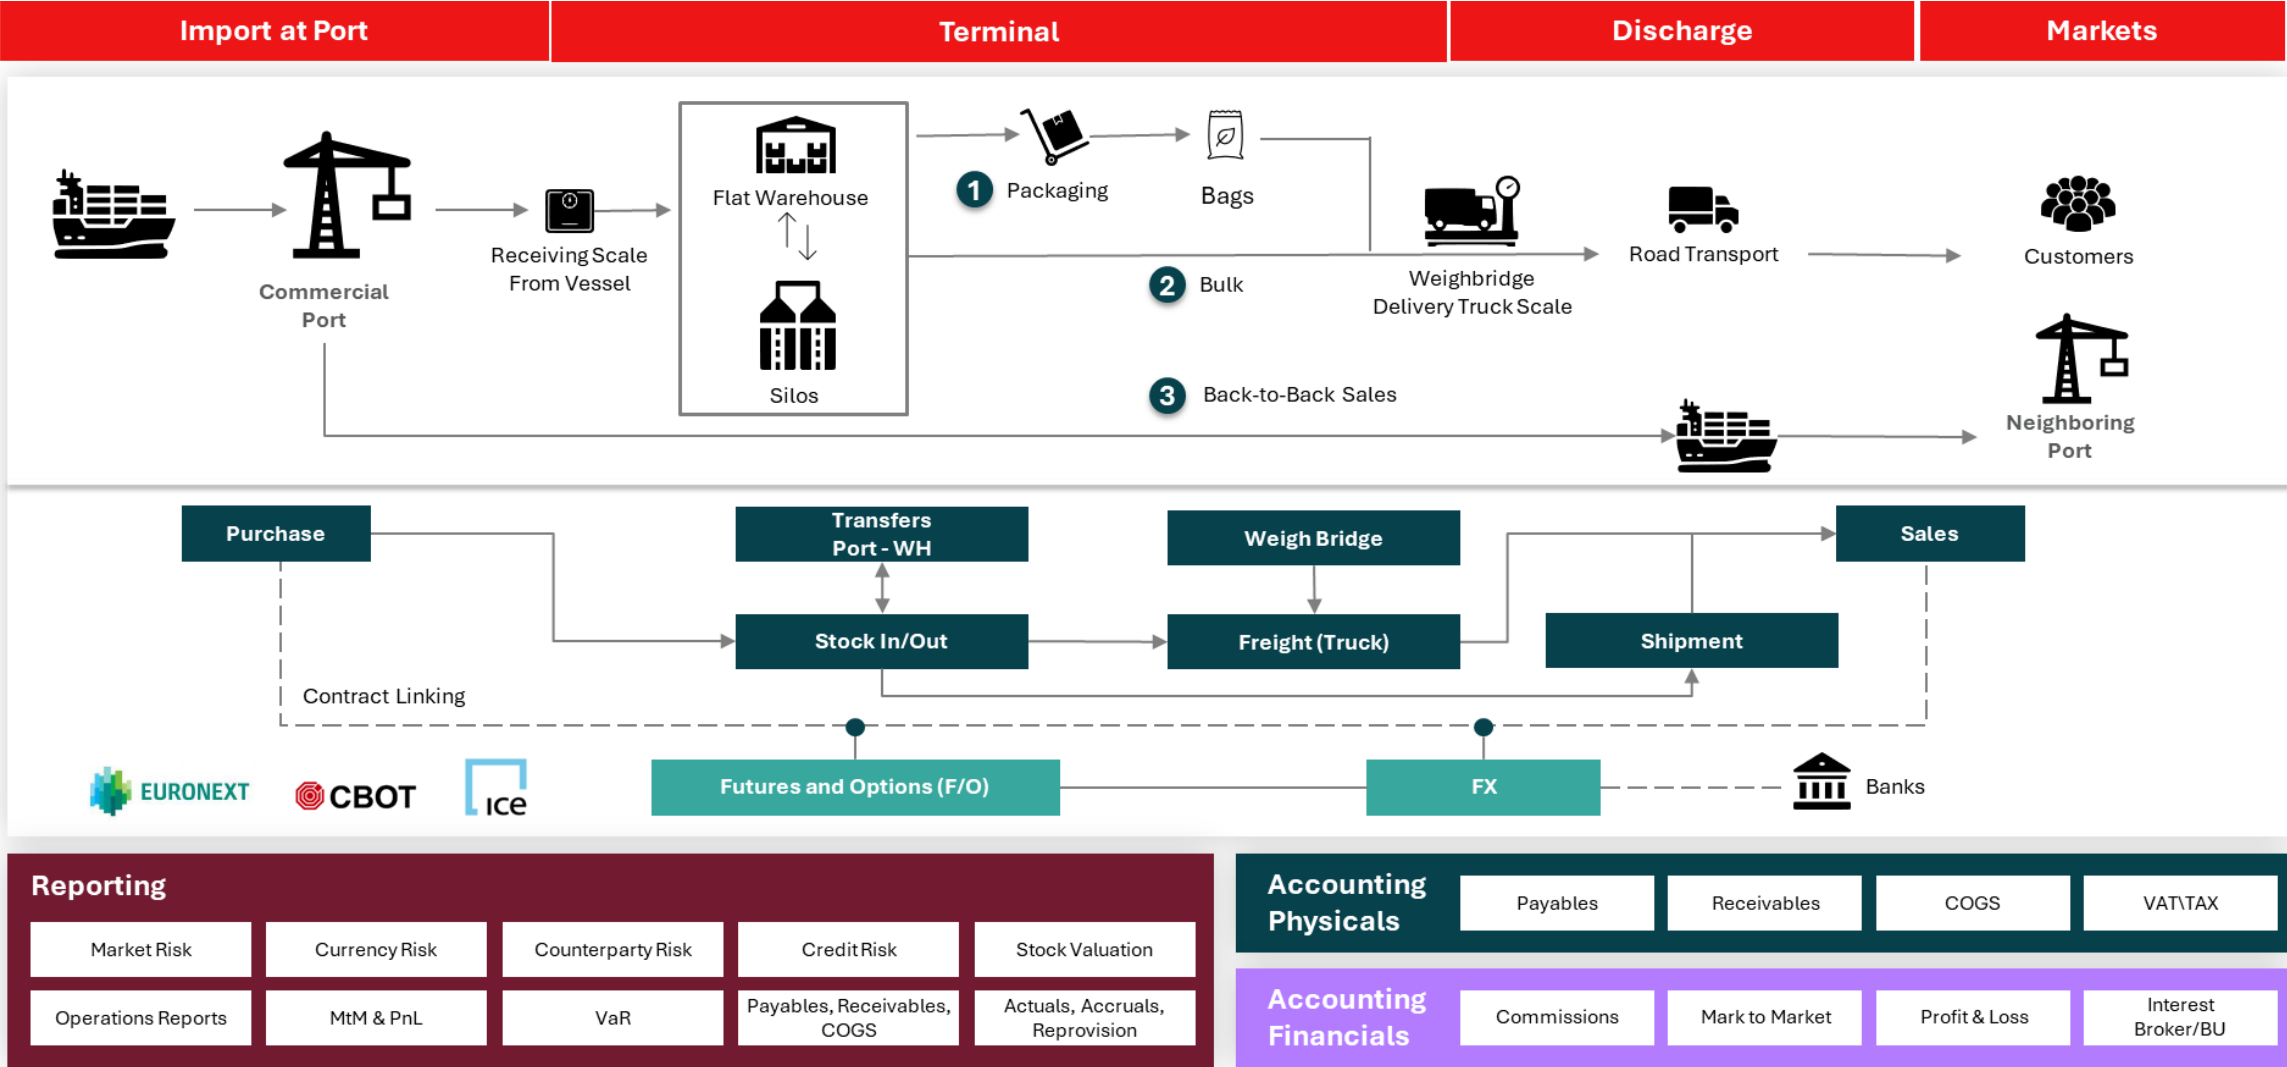 Import at Port
Terminal
Discharge
Markets
Flat Warehouse
Silos
Commercial
Port
Receiving Scale
From Vessel
1
Packaging
Bags
2
Bulk
3
Back-to-Back Sales
Weighbridge
Delivery Truck Scale
Road Transport
Customers
Neighboring
Port
Purchase
Transfers
Port - WH
Weigh Bridge
Sales
Stock In/Out
Freight (Truck)
Shipment
Contract Linking
EURONEXT
CBOT
ice
Futures and Options (F/O)
FX
Banks
Reporting
Market Risk
Currency Risk
Counterparty Risk
Credit Risk
Stock Valuation
Operations Reports
MtM & PnL
VaR
Payables, Receivables,
COGS
Actuals, Accruals,
Reprovision
Accounting
Physicals
Payables
Receivables
COGS
VAT\TAX
Accounting
Financials
Commissions
Mark to Market
Profit & Loss
Interest
Broker/BU